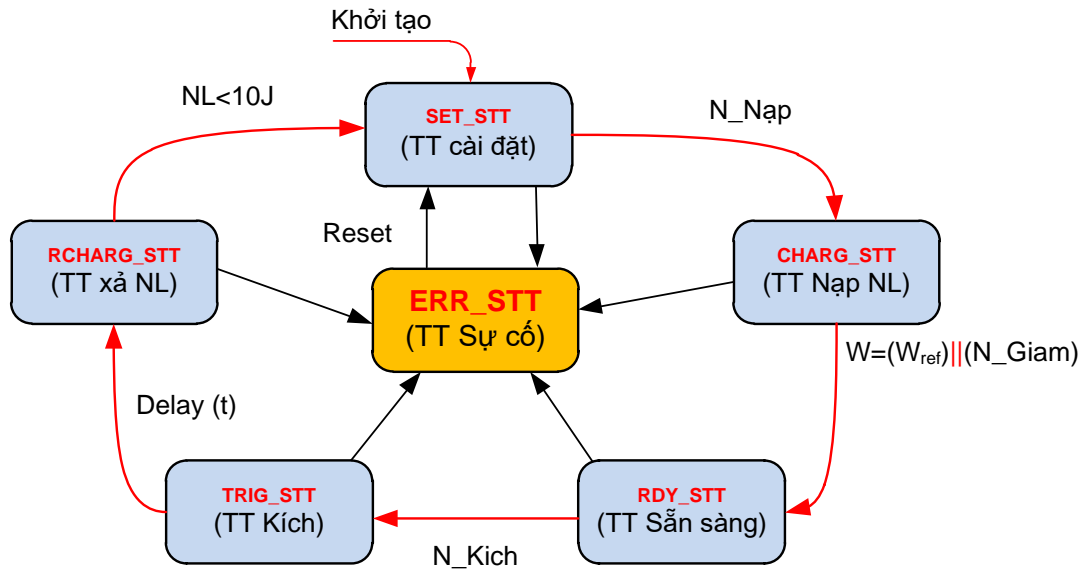 Khởi tạo
NL<10J
SET_STT
(TT cài đặt)
N_Nạp
RCHARG_STT
(TT xả NL)
Reset
CHARG_STT
(TT Nạp NL)
ERR_STT
(TT Sự cố)
W=(Wref)||(N_Giam)
Delay (t)
TRIG_STT
(TT Kích)
RDY_STT
(TT Sẵn sàng)
N_Kich